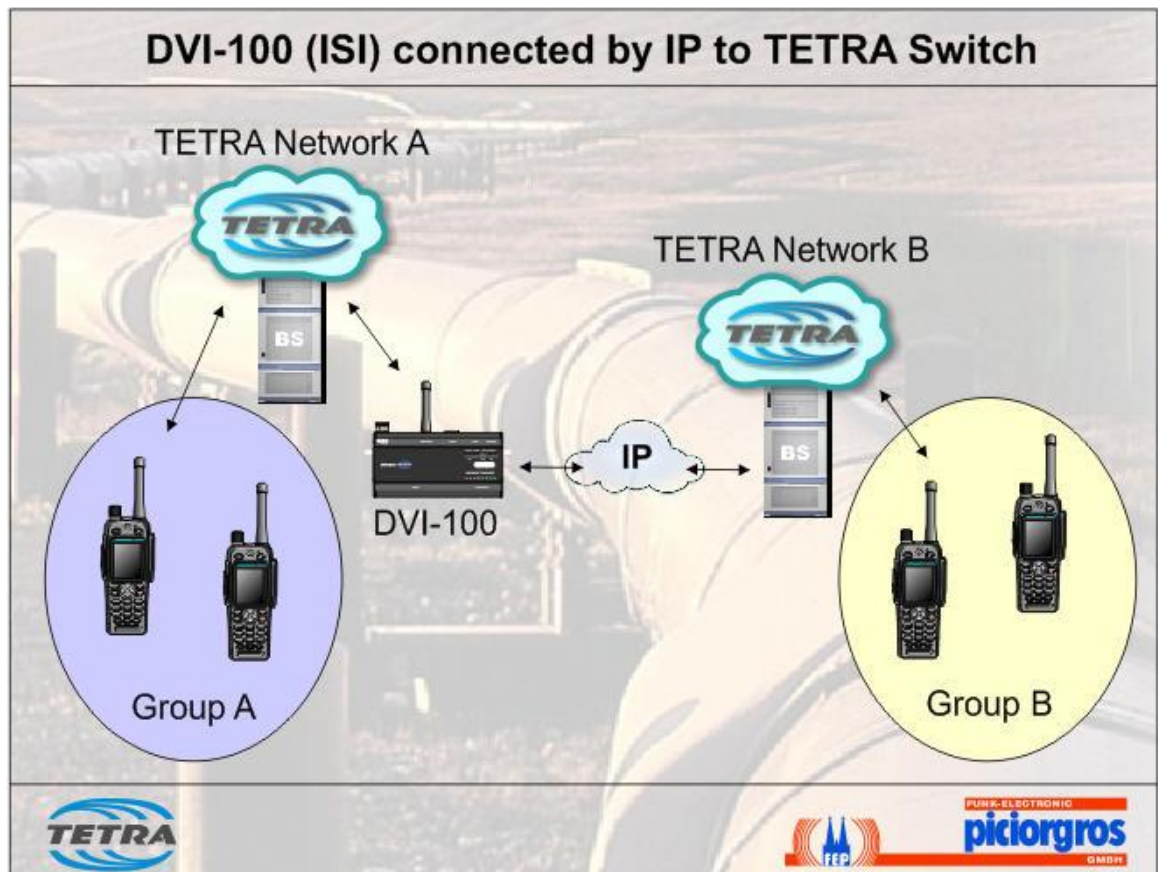 DVI-100 (ISI) connected by IP to TETRA Switch
TETRA Network A
TETRA
TETRA Network B
TETRA
BS
BS
IP
DVI-100
Group A
Group B
TETRA
FEP
FUNK-ELECTRONIC
piciorgros
GMBH